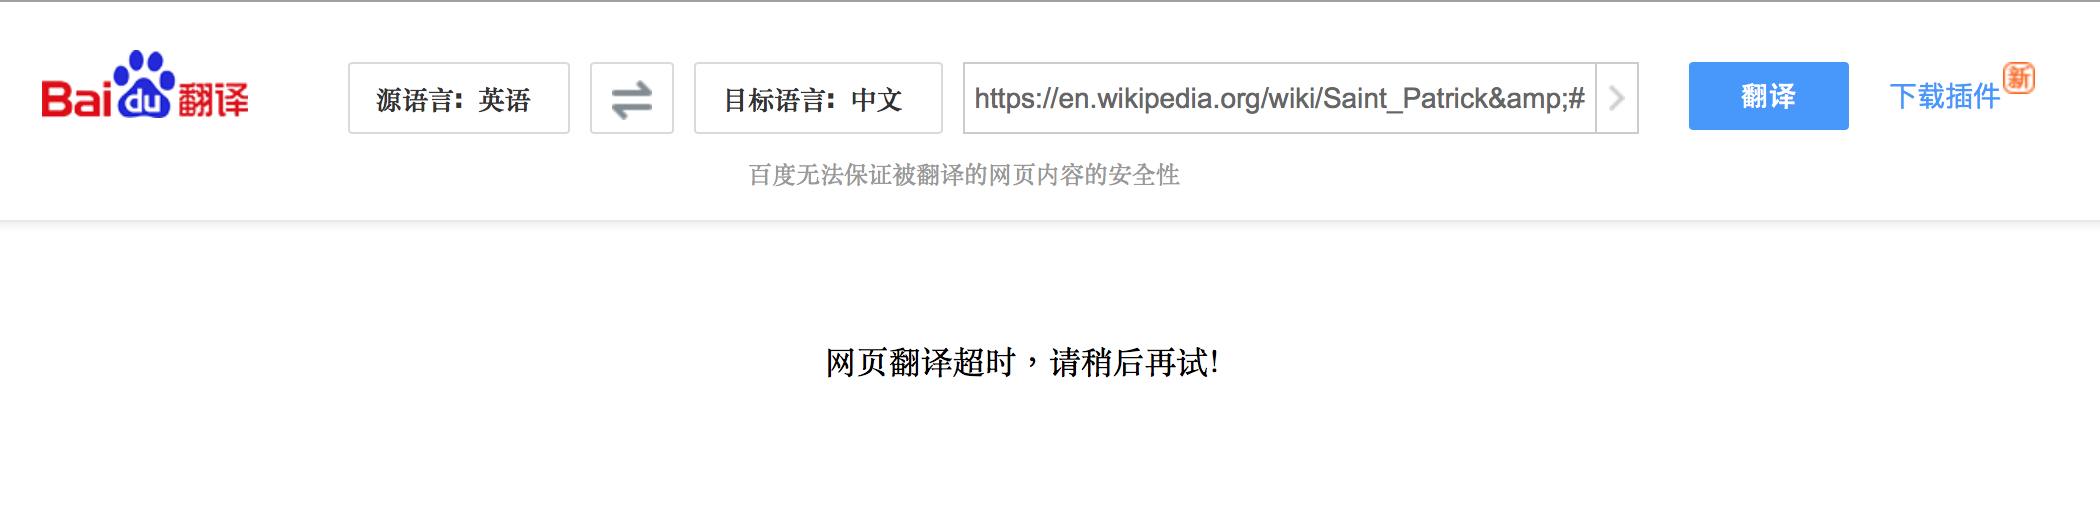 Baidu翻译
源语言: 英语
目标语言: 中文
https://en.wikipedia.org/wiki/Saint_Patrick&amp;#
翻译
下载插件
新
百度无法保证被翻译的网页内容的安全性
网页翻译超时，请稍后再试!